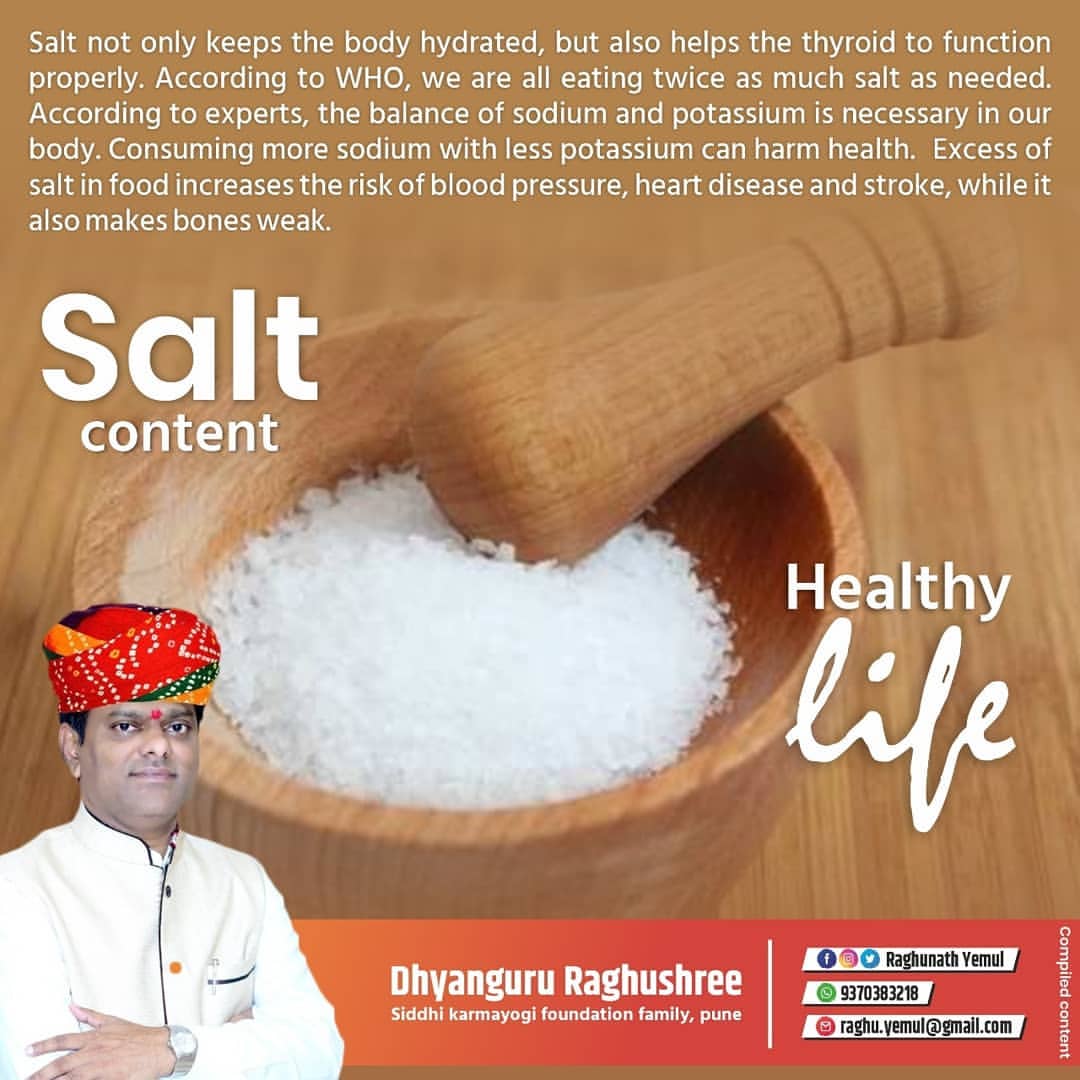 Salt not only keeps the body hydrated, but also helps the thyroid to function
properly. According to WHO, we are all eating twice as much salt as needed.
According to experts, the balance of sodium and potassium is necessary in our
body. Consuming more sodium with less potassium can harm health. Excess of
salt in food increases the risk of blood pressure, heart disease and stroke, while it
also makes bones weak.
Salt
content
Healthy
life
Dhyanguru Raghushree
Siddhi karmayogi foundation family, pune
Raghunath Yemul
9370383218
raghu.yemul@gmail.com
Compiled content